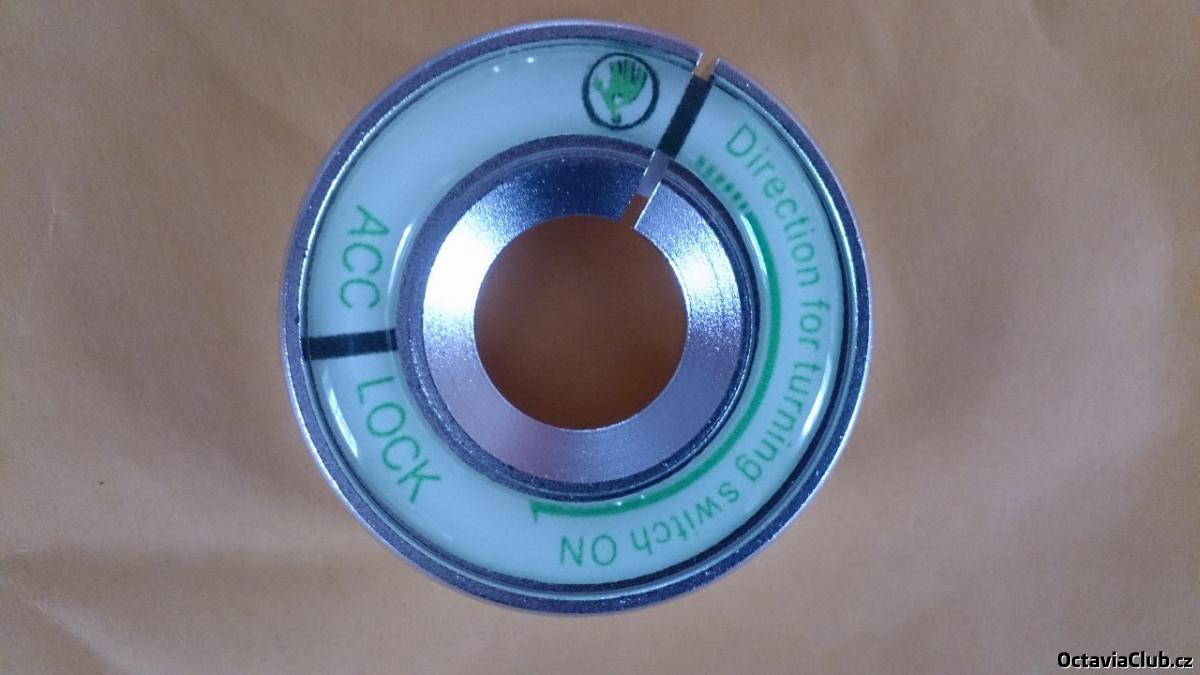 Direction for turning switch ON
ACC
LOCK
OctaviaClub.cz